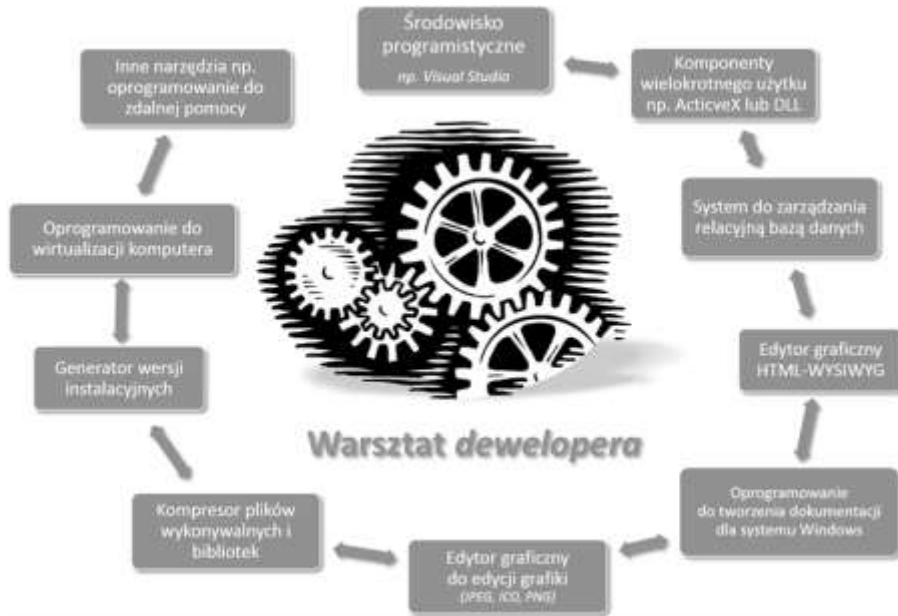 Środowisko
programistyczne
np. Visual Studia
Komponenty
wielokrotnego użytku
np. ActicveX lub DLL
System do zarządzania
relacyjną bazą danych
Edytor graficzny
HTML-WYSIWYG
Oprogramowanie
do tworzenia dokumentacji
dla systemu Windows
Edytor graficzny
do edycji grafiki
(JPEG, ICO, PNG)
Kompresor plików
wykonywalnych i
bibliotek
Generator wersji
instalacyjnych
Oprogramowanie do
wirtualizacji komputera
Inne narzędzia np.
oprogramowanie do
zdalnej pomocy
Warsztat dewelopera